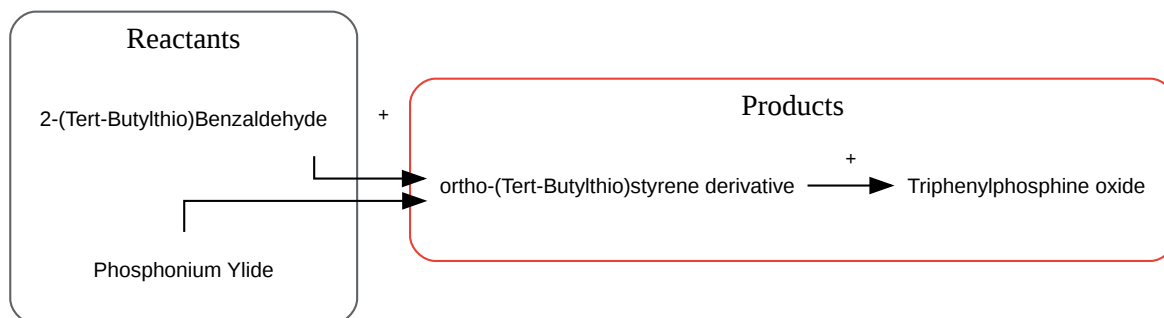 Reactants
2-(Tert-Butylthio)Benzaldehyde
+
Phosphonium Ylide
Products
ortho-(Tert-Butylthio)styrene derivative
+
Triphenylphosphine oxide